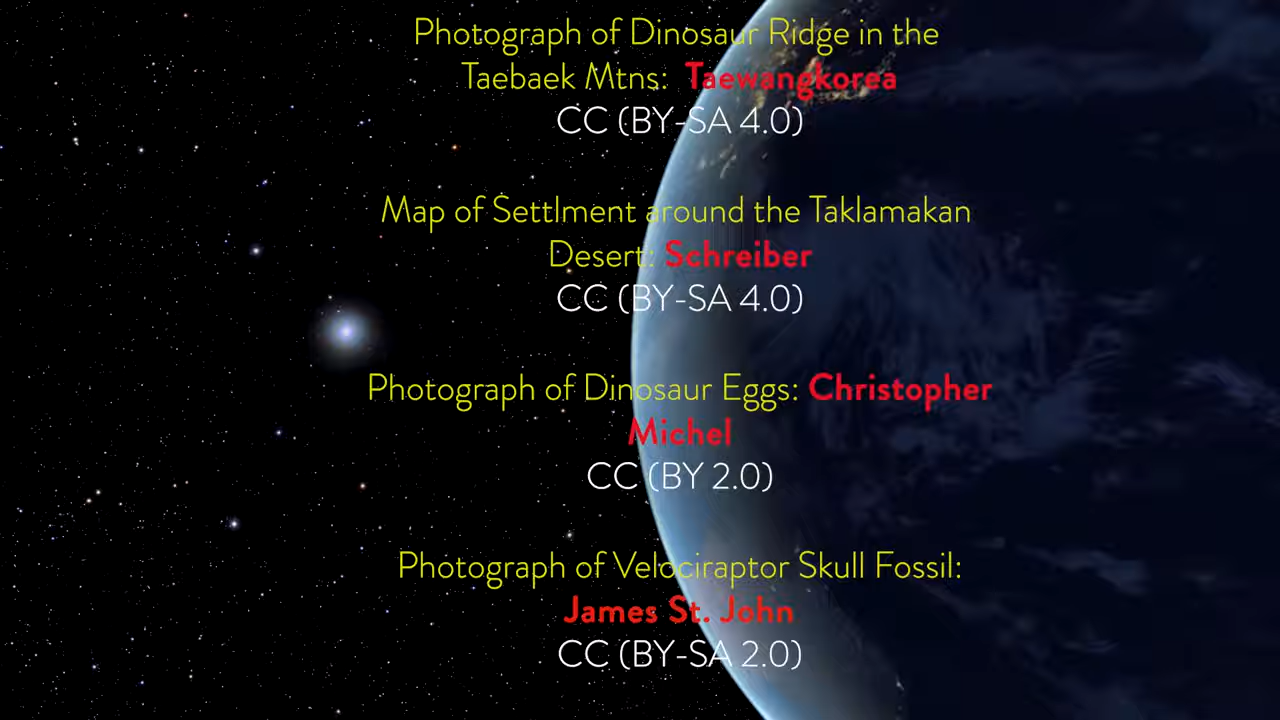 Photograph of Dinosaur Ridge in the
Taebaek Mtns: Taewangkorea
CC (BY-SA 4.0)
Map of Settlment around the Taklamakan
Desert: Schreiber
CC (BY-SA 4.0)
Photograph of Dinosaur Eggs: Christopher
Michel
CC (BY 2.0)
Photograph of Velociraptor Skull Fossil:
James St. John
CC (BY-SA 2.0)